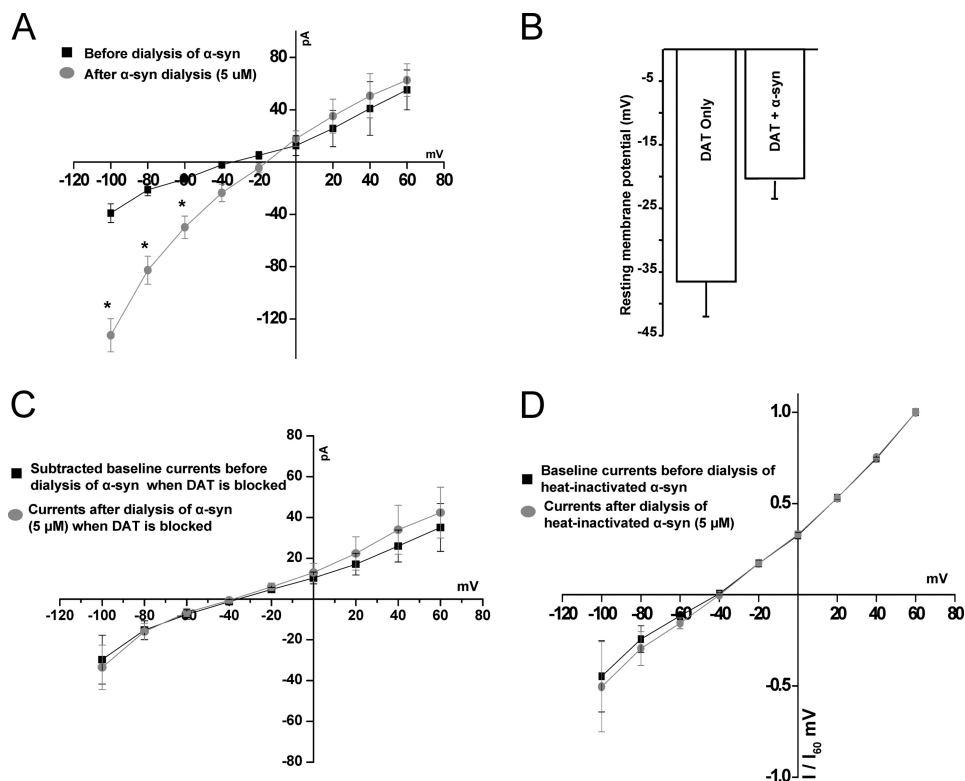 A
Before dialysis of α-syn
After α-syn dialysis (5 uM)
pA
80
40
mV
-120 -100 -80 -60 -40 -20 0 20 40 60 80
-40
-80
-120
*
*
*
B
Resting membrane potential (mV)
-5
-15
-25
-35
-45
DAT Only
DAT + α-syn
C
Subtracted baseline currents before
dialysis of α-syn when DAT is blocked
Currents after dialysis of α-syn
(5 μM) when DAT is blocked
pA
80
60
40
20
mV
-120 -100 -80 -60 -40 -20 0 20 40 60 80
-20
-40
-60
-80
D
Baseline currents before dialysis of
heat-inactivated α-syn
Currents after dialysis of
heat-inactivated α-syn (5 μM)
1.0
0.5
mV
-120 -100 -80 -60 -40 -20 0 20 40 60 80
-0.5
-1.0
I / I60 mV